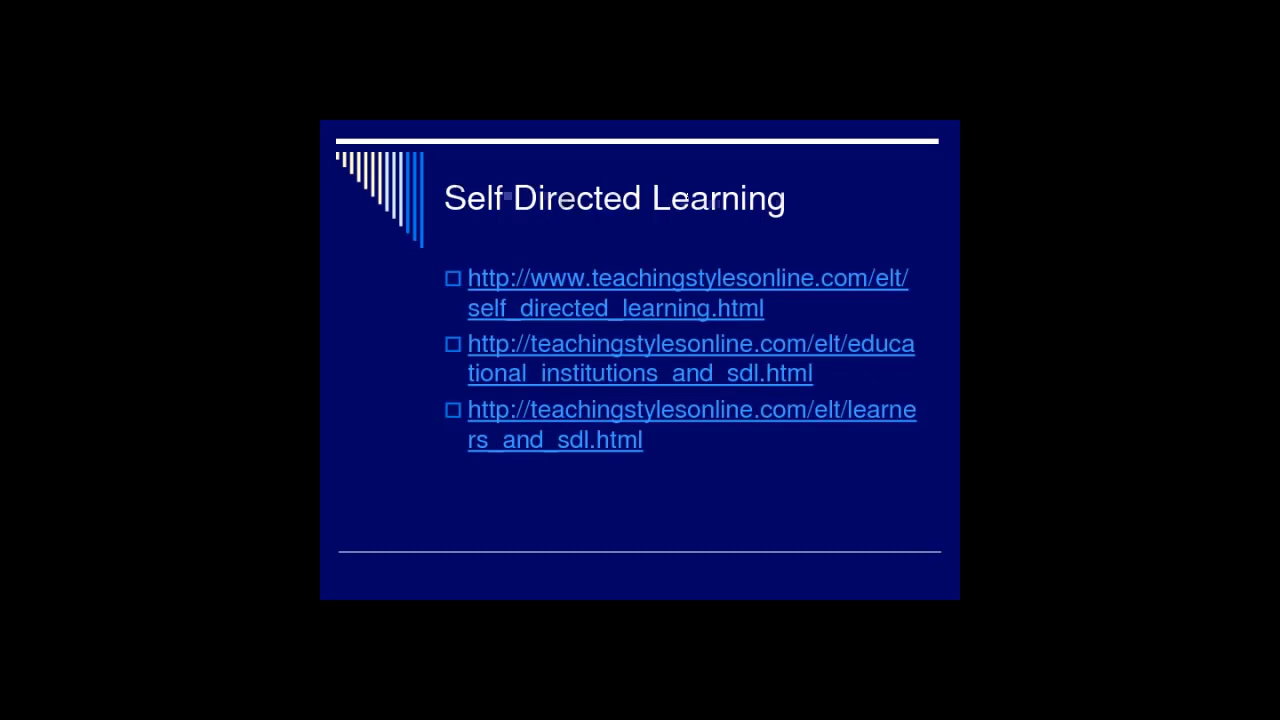 Self-Directed Learning
http://www.teachingstylesonline.com/elt/
self_directed_learning.html
http://teachingstylesonline.com/elt/educa
tional_institutions_and_sdl.html
http://teachingstylesonline.com/elt/learne
rs_and_sdl.html